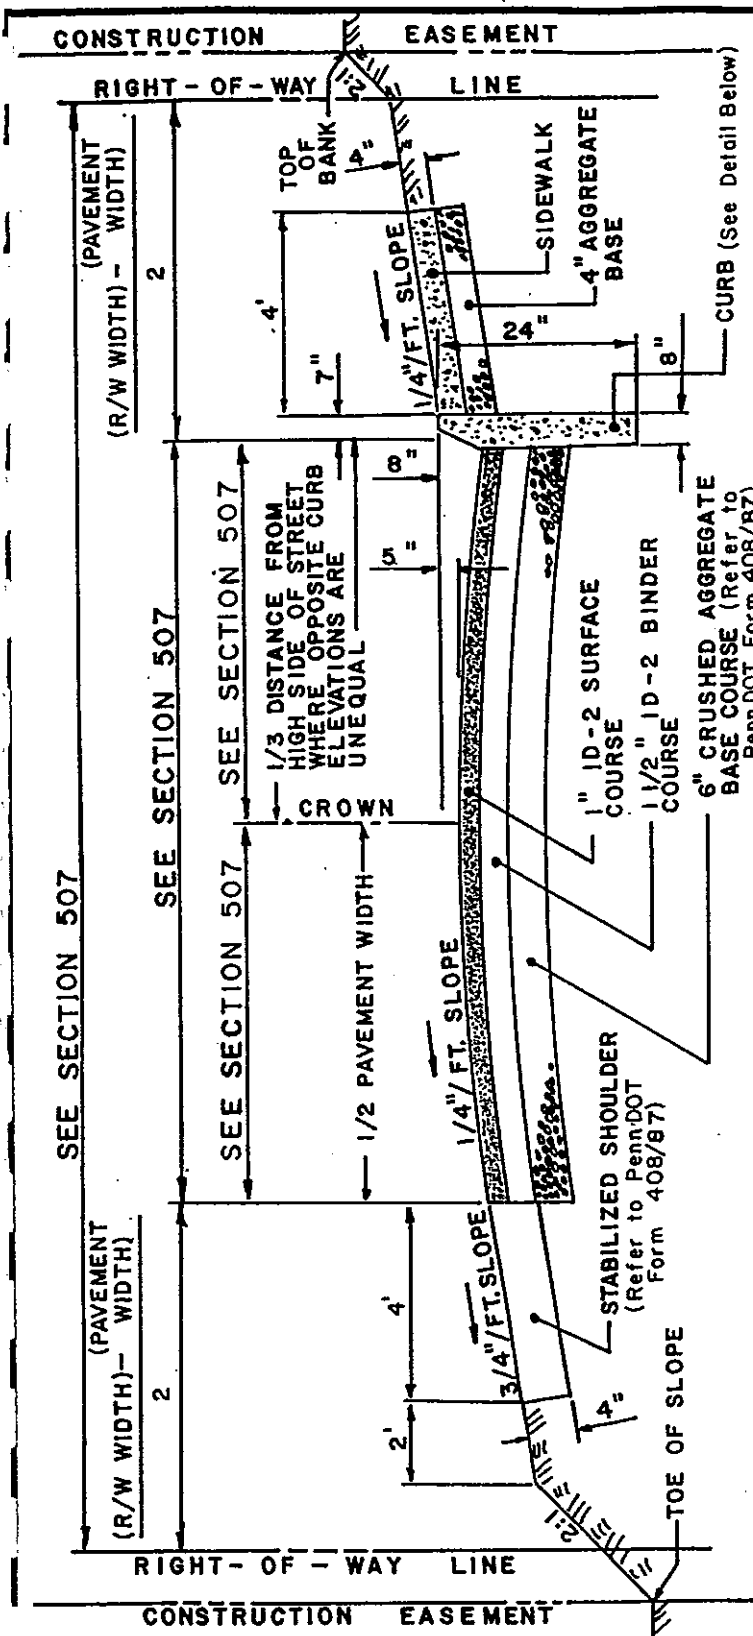 CONSTRUCTION EASEMENT
RIGHT-OF-WAY LINE
2:1
TOP
OF
BANK
4"
(PAVEMENT
(R/W WIDTH)- WIDTH)
2
4'
1/4"/FT. SLOPE
SIDEWALK
4" AGGREGATE
BASE
24"
7"
8"
CURB (See Detail Below)
8"
5"
SEE SECTION 507
SEE SECTION 507
SEE SECTION 507
1/3 DISTANCE FROM
HIGH SIDE OF STREET
WHERE OPPOSITE CURB
ELEVATIONS ARE
UNEQUAL
CROWN
SEE SECTION 507
1/2 PAVEMENT WIDTH
1/4"/ FT. SLOPE
1" ID-2 SURFACE
COURSE
1 1/2" ID-2 BINDER
COURSE
6" CRUSHED AGGREGATE
BASE COURSE (Refer to
Penn DOT Form 408/87)
STABILIZED SHOULDER
(Refer to PennDOT
Form 408/87)
3/4"/FT. SLOPE
4'
2'
4"
(PAVEMENT
(R/W WIDTH)- WIDTH)
2
2:1
TOE OF SLOPE
RIGHT-OF-WAY LINE
CONSTRUCTION EASEMENT